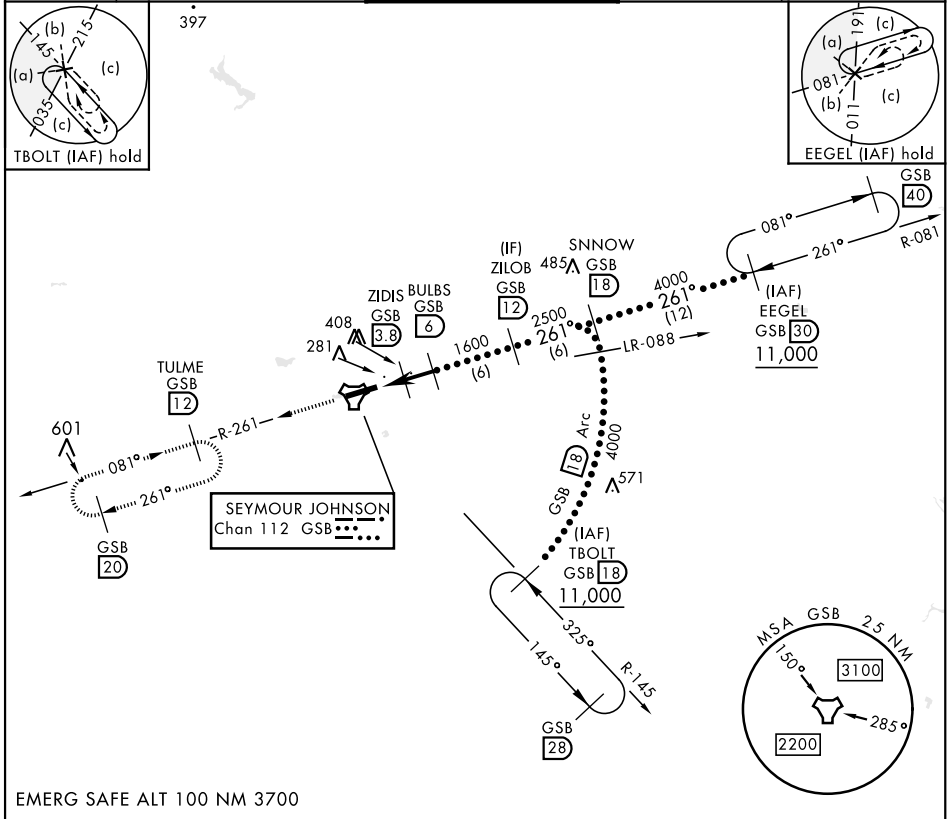 397
(b)
145
215
(c)
(a)
035
(c)
TBOLT (IAF) hold
(c)
191
(a)
081
(b)
(c)
011
EEGEL (IAF) hold
GSB
40
081°
261°
R-081
(IAF)
EEGEL
GSB 30
11,000
SNNOW
GSB
18
485
4000
261°
(12)
(IF)
ZILOB
GSB
12
2500
261°
(6)
LR-088
BULBS
GSB
6
1600
(6)
ZIDIS
GSB
3.8
408
281
TULME
GSB
12
R-261
601
081°
261°
GSB
20
SEYMOUR JOHNSON
Chan 112 GSB
GSB 18 Arc
4000
571
(IAF)
TBOLT
GSB 18
11,000
325°
145°
R-145
GSB
28
MSA GSB 25 NM
150°
3100
285°
2200
EMERG SAFE ALT 100 NM 3700